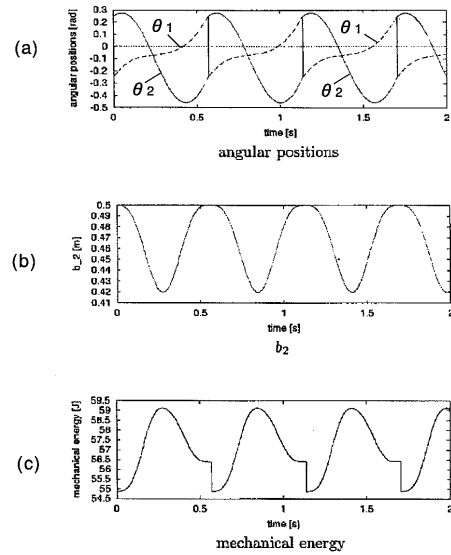 (a)
angular positions [rad]
0.3
0.2
0.1
0
-0.1
-0.2
-0.3
-0.4
-0.5
θ1
θ2
θ1
θ2
0
0.5
1
1.5
2
time [s]
angular positions
(b)
b_2 [m]
0.5
0.49
0.48
0.47
0.46
0.45
0.44
0.43
0.42
0.41
0
0.5
1
1.5
2
time [s]
b2
(c)
mechanical energy [J]
59.5
59
58.5
58
57.5
57
56.5
56
55.5
55
54.5
0
0.5
1
1.5
2
time [s]
mechanical energy